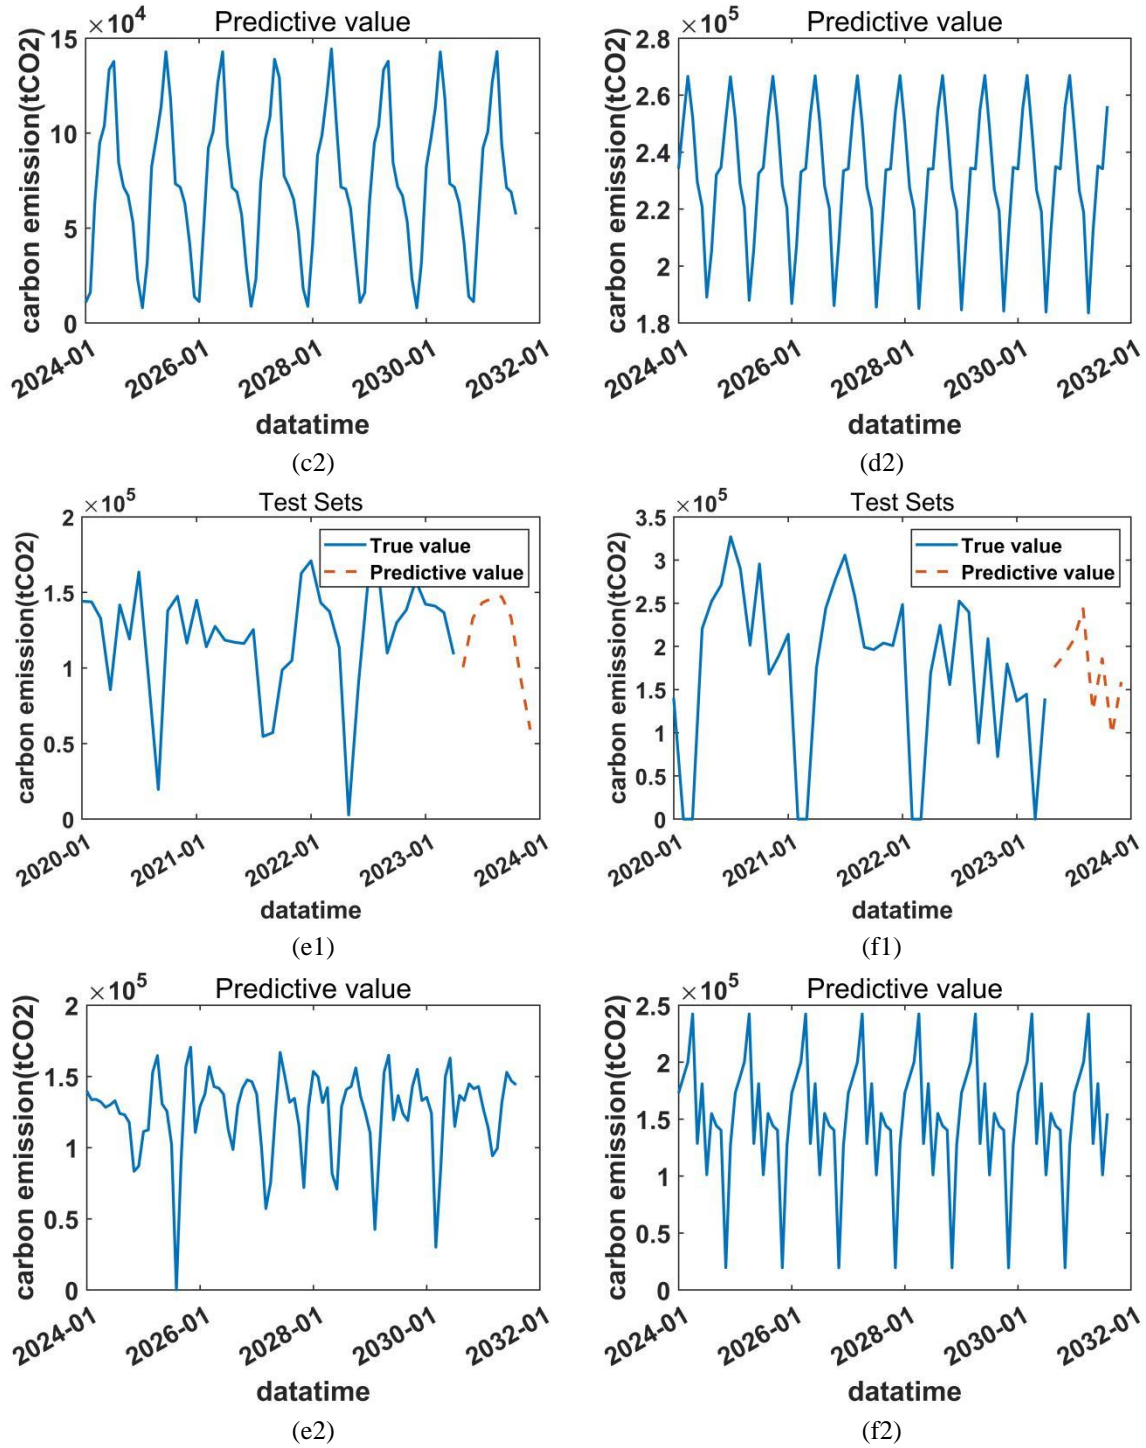 ×10^4
Predictive value
15
10
5
0
carbon emission(tCO2)
2024-01
2026-01
2028-01
2030-01
2032-01
datatime
(c2)
×10^5
Predictive value
2.8
2.6
2.4
2.2
2
1.8
carbon emission(tCO2)
2024-01
2026-01
2028-01
2030-01
2032-01
datatime
(d2)
×10^5
Test Sets
2
1.5
1
0.5
0
carbon emission(tCO2)
True value
Predictive value
2020-01
2021-01
2022-01
2023-01
2024-01
datatime
(e1)
×10^5
Test Sets
3.5
3
2.5
2
1.5
1
0.5
0
carbon emission(tCO2)
True value
Predictive value
2020-01
2021-01
2022-01
2023-01
2024-01
datatime
(f1)
×10^5
Predictive value
2
1.5
1
0.5
0
carbon emission(tCO2)
2024-01
2026-01
2028-01
2030-01
2032-01
datatime
(e2)
×10^5
Predictive value
2.5
2
1.5
1
0.5
0
carbon emission(tCO2)
2024-01
2026-01
2028-01
2030-01
2032-01
datatime
(f2)